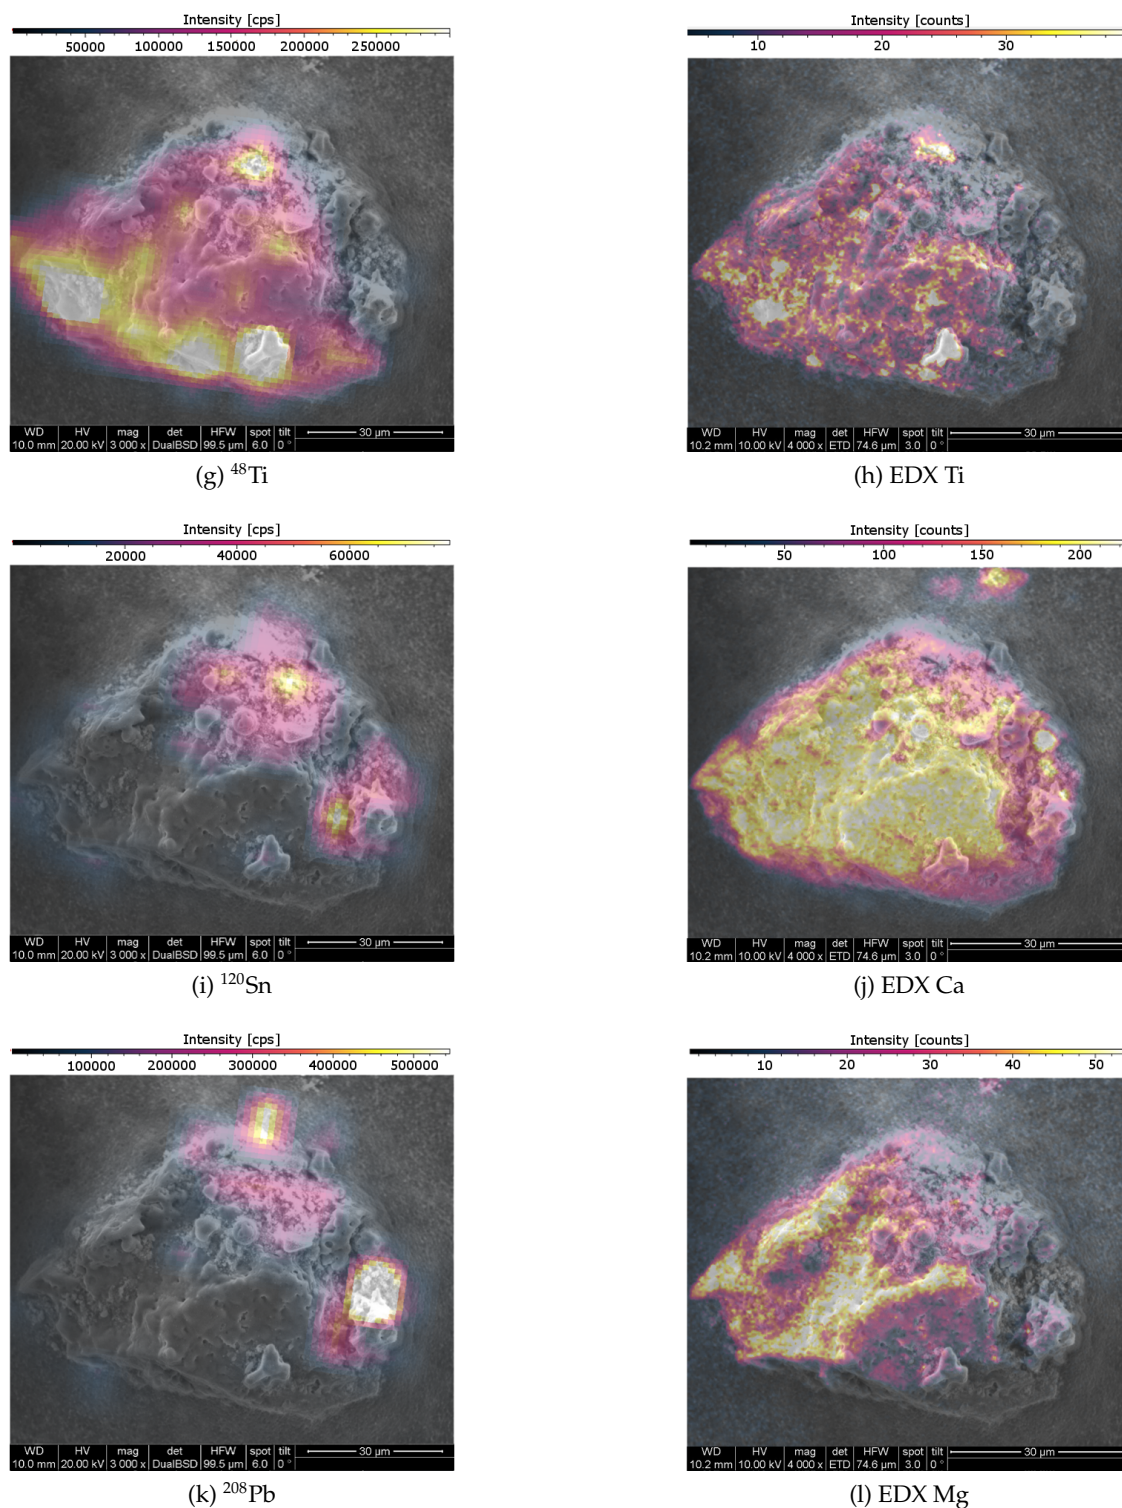 Intensity [cps]
50000 100000 150000 200000 250000
WD HV mag det HFW spot tilt
10.0 mm 20.00 kV 3 000 x DualBSD 99.5 µm 6.0 0 ° 30 µm
(g) ⁴⁸Ti
Intensity [counts]
10 20 30
WD HV mag det HFW spot tilt
10.2 mm 10.00 kV 4 000 x ETD 74.6 µm 3.0 0 ° 30 µm
(h) EDX Ti
Intensity [cps]
20000 40000 60000
WD HV mag det HFW spot tilt
10.0 mm 20.00 kV 3 000 x DualBSD 99.5 µm 6.0 0 ° 30 µm
(i) ¹²⁰Sn
Intensity [counts]
50 100 150 200
WD HV mag det HFW spot tilt
10.2 mm 10.00 kV 4 000 x ETD 74.6 µm 3.0 0 ° 30 µm
(j) EDX Ca
Intensity [cps]
100000 200000 300000 400000 500000
WD HV mag det HFW spot tilt
10.0 mm 20.00 kV 3 000 x DualBSD 99.5 µm 6.0 0 ° 30 µm
(k) ²⁰⁸Pb
Intensity [counts]
10 20 30 40 50
WD HV mag det HFW spot tilt
10.2 mm 10.00 kV 4 000 x ETD 74.6 µm 3.0 0 ° 30 µm
(l) EDX Mg